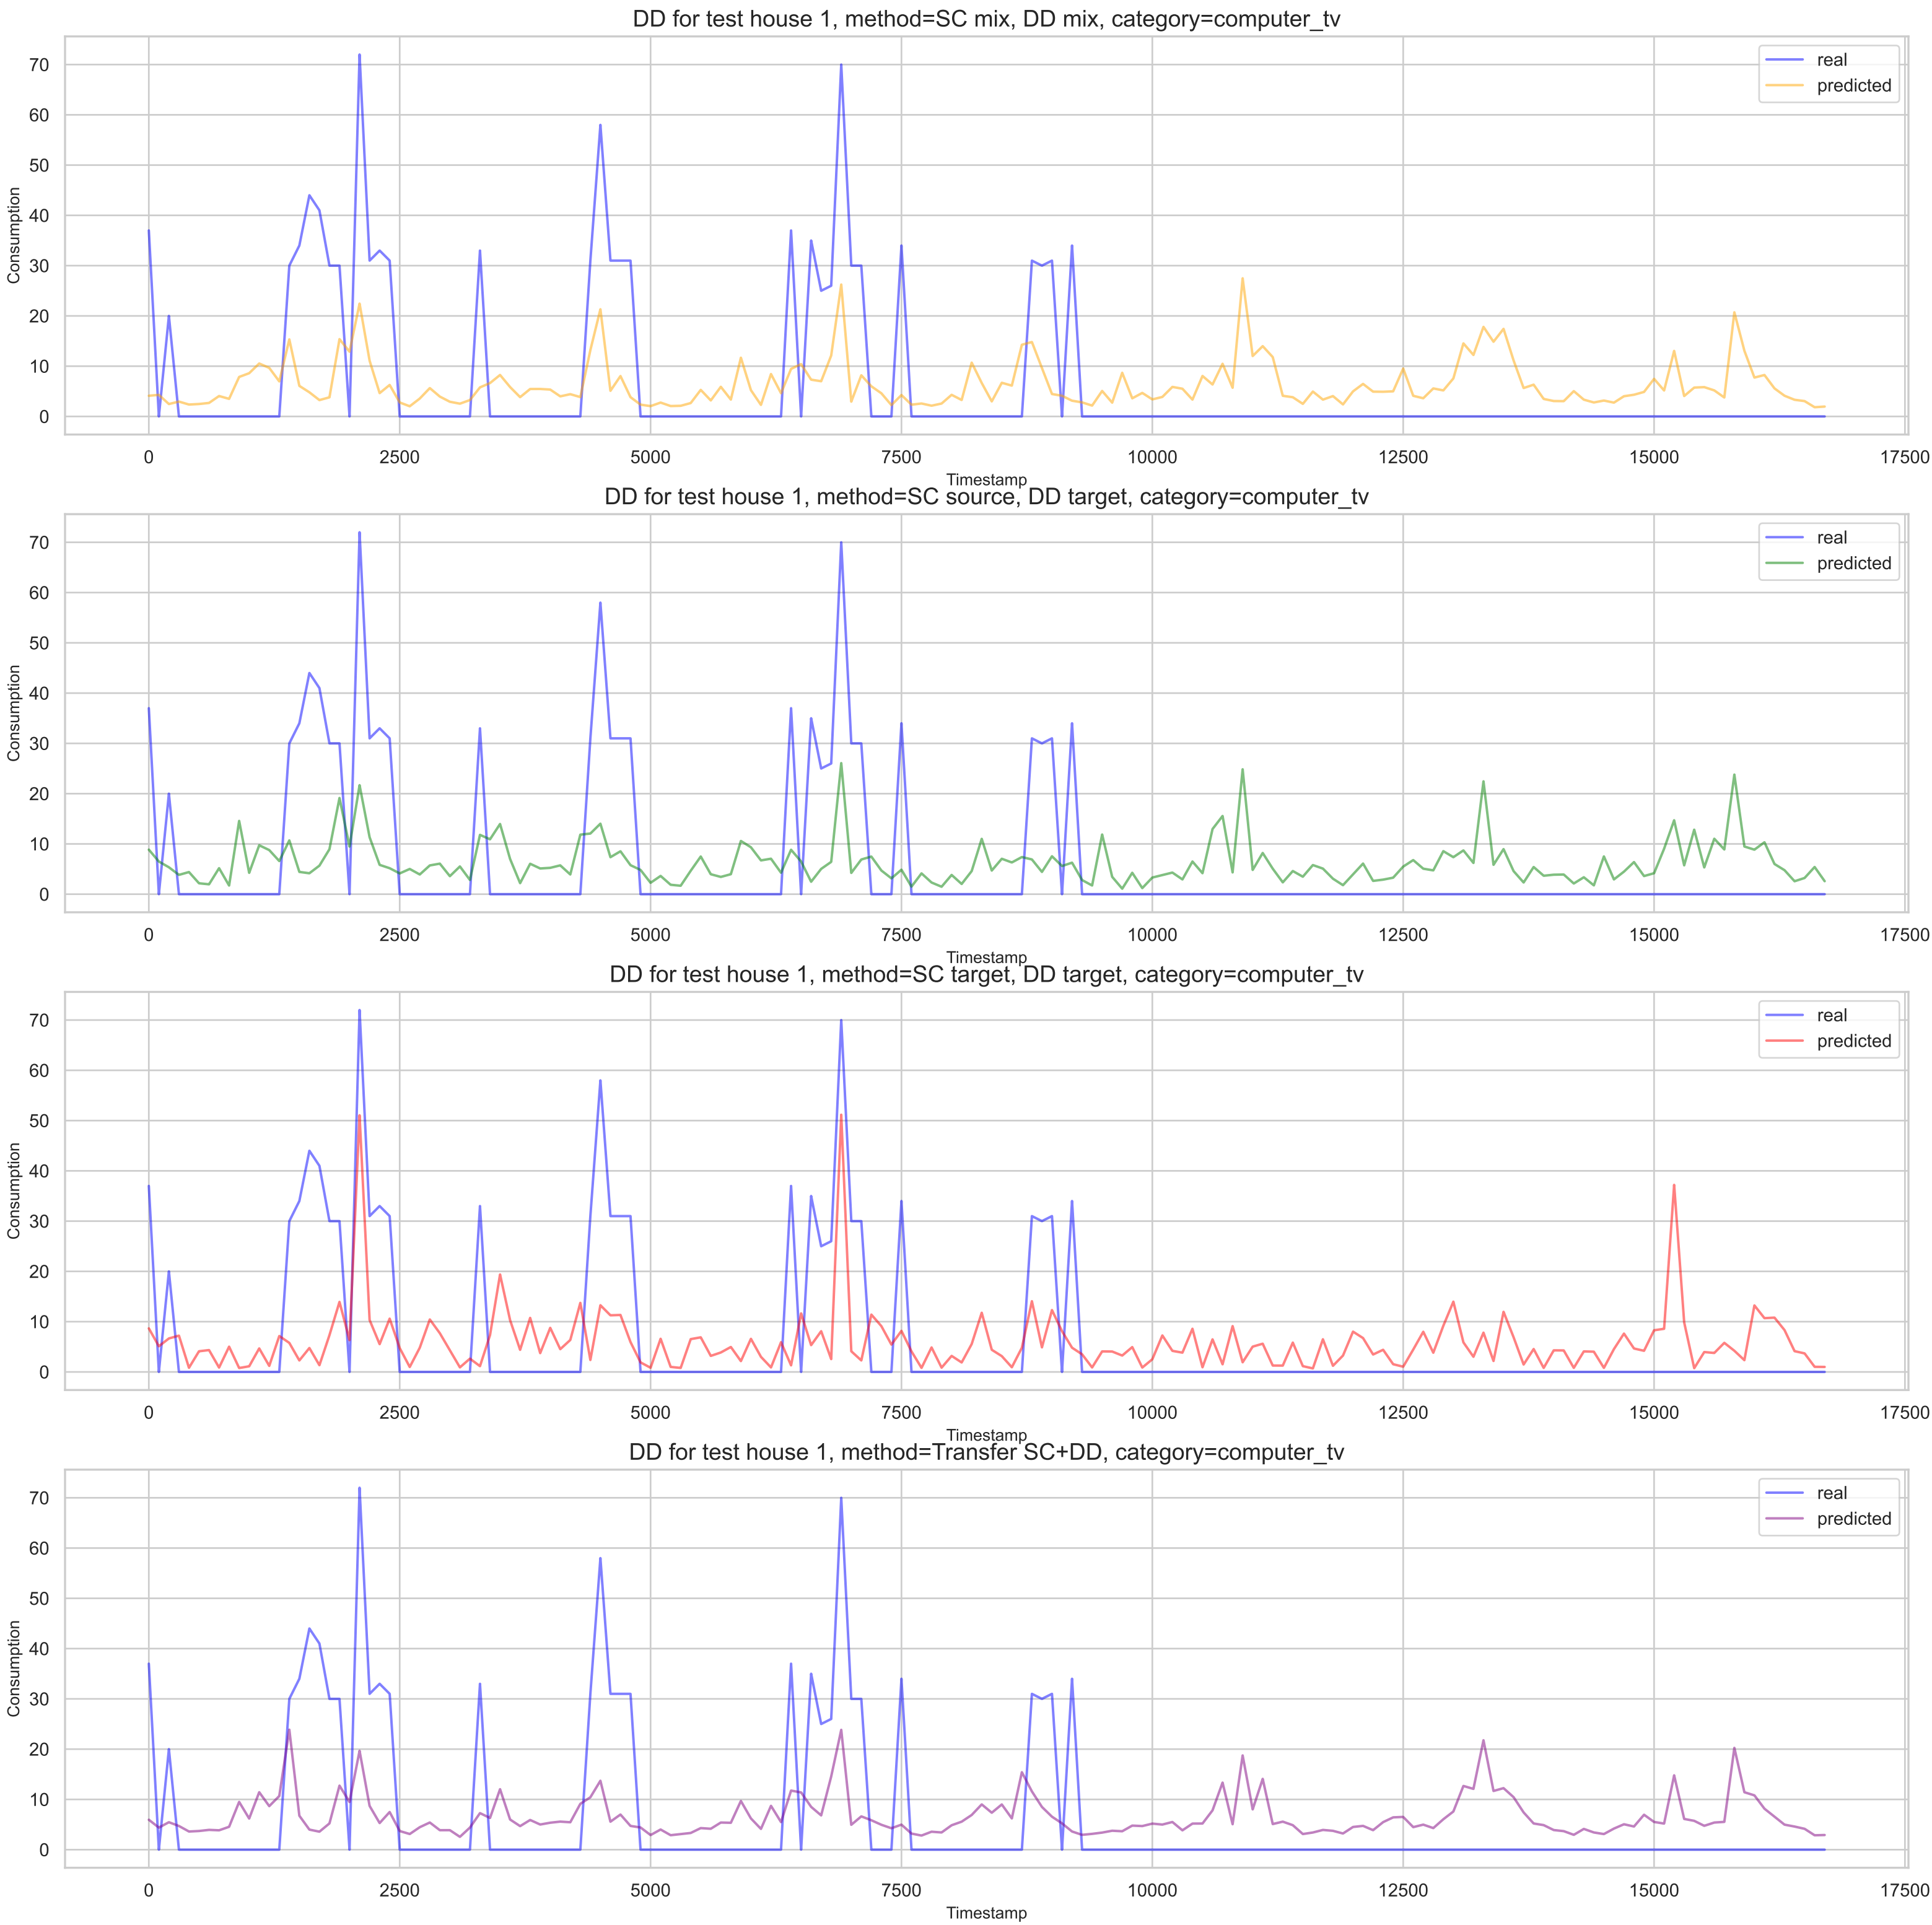 DD for test house 1, method=SC mix, DD mix, category=computer_tv
70
60
50
40
30
20
10
0
Consumption
real
predicted
0 2500 5000 7500 10000 12500 15000 17500
Timestamp
DD for test house 1, method=SC source, DD target, category=computer_tv
70
60
50
40
30
20
10
0
Consumption
real
predicted
0 2500 5000 7500 10000 12500 15000 17500
Timestamp
DD for test house 1, method=SC target, DD target, category=computer_tv
70
60
50
40
30
20
10
0
Consumption
real
predicted
0 2500 5000 7500 10000 12500 15000 17500
Timestamp
DD for test house 1, method=Transfer SC+DD, category=computer_tv
70
60
50
40
30
20
10
0
Consumption
real
predicted
0 2500 5000 7500 10000 12500 15000 17500
Timestamp